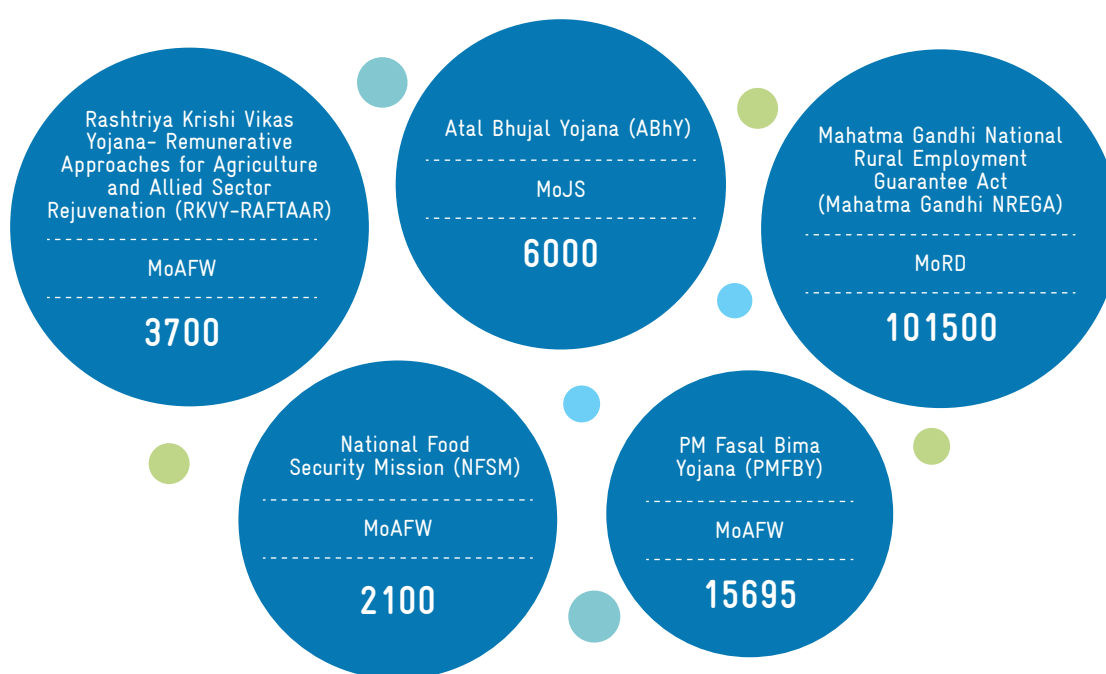 Rashtriya Krishi Vikas
Yojana- Remunerative
Approaches for Agriculture
and Allied Sector
Rejuvenation (RKVY-RAFTAAR)
MoAFW
3700
Atal Bhujal Yojana (ABhY)
MoJS
6000
Mahatma Gandhi National
Rural Employment
Guarantee Act
(Mahatma Gandhi NREGA)
MoRD
101500
National Food
Security Mission (NFSM)
MoAFW
2100
PM Fasal Bima
Yojana (PMFBY)
MoAFW
15695